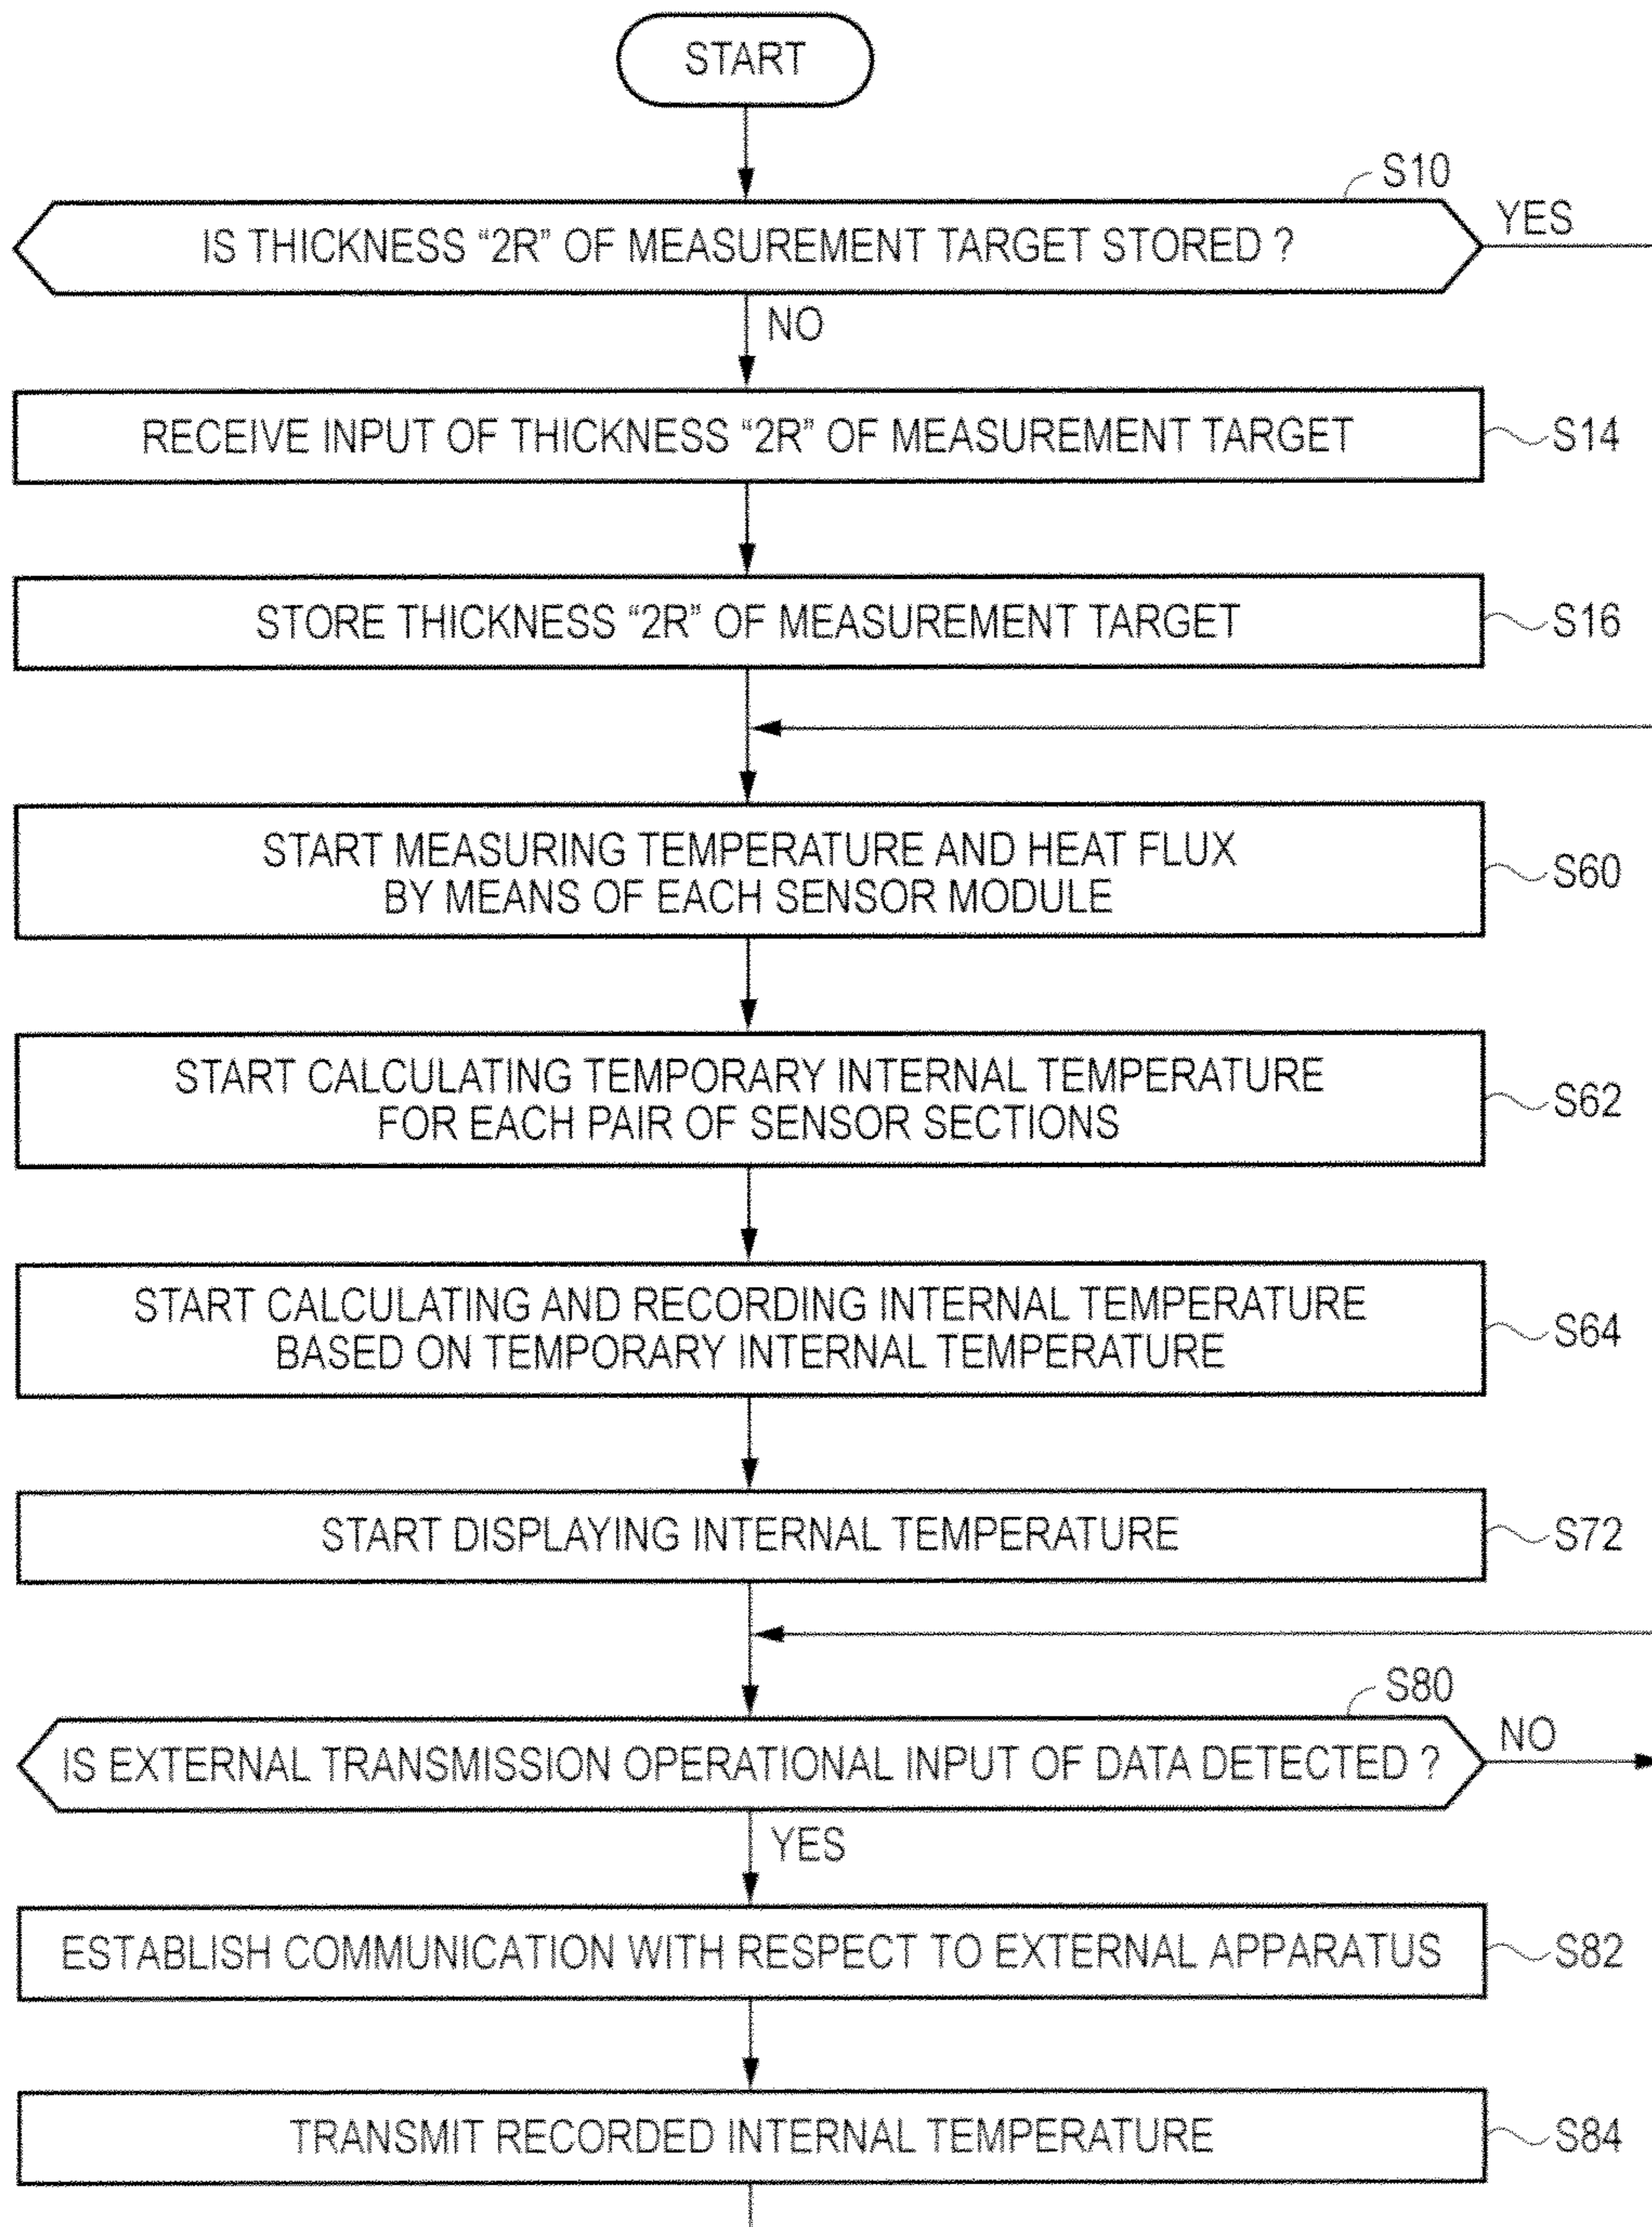 START
S10
IS THICKNESS “2R” OF MEASUREMENT TARGET STORED ?
YES
NO
RECEIVE INPUT OF THICKNESS “2R” OF MEASUREMENT TARGET
S14
STORE THICKNESS “2R” OF MEASUREMENT TARGET
S16
START MEASURING TEMPERATURE AND HEAT FLUX
BY MEANS OF EACH SENSOR MODULE
S60
START CALCULATING TEMPORARY INTERNAL TEMPERATURE
FOR EACH PAIR OF SENSOR SECTIONS
S62
START CALCULATING AND RECORDING INTERNAL TEMPERATURE
BASED ON TEMPORARY INTERNAL TEMPERATURE
S64
START DISPLAYING INTERNAL TEMPERATURE
S72
S80
IS EXTERNAL TRANSMISSION OPERATIONAL INPUT OF DATA DETECTED ?
NO
YES
ESTABLISH COMMUNICATION WITH RESPECT TO EXTERNAL APPARATUS
S82
TRANSMIT RECORDED INTERNAL TEMPERATURE
S84